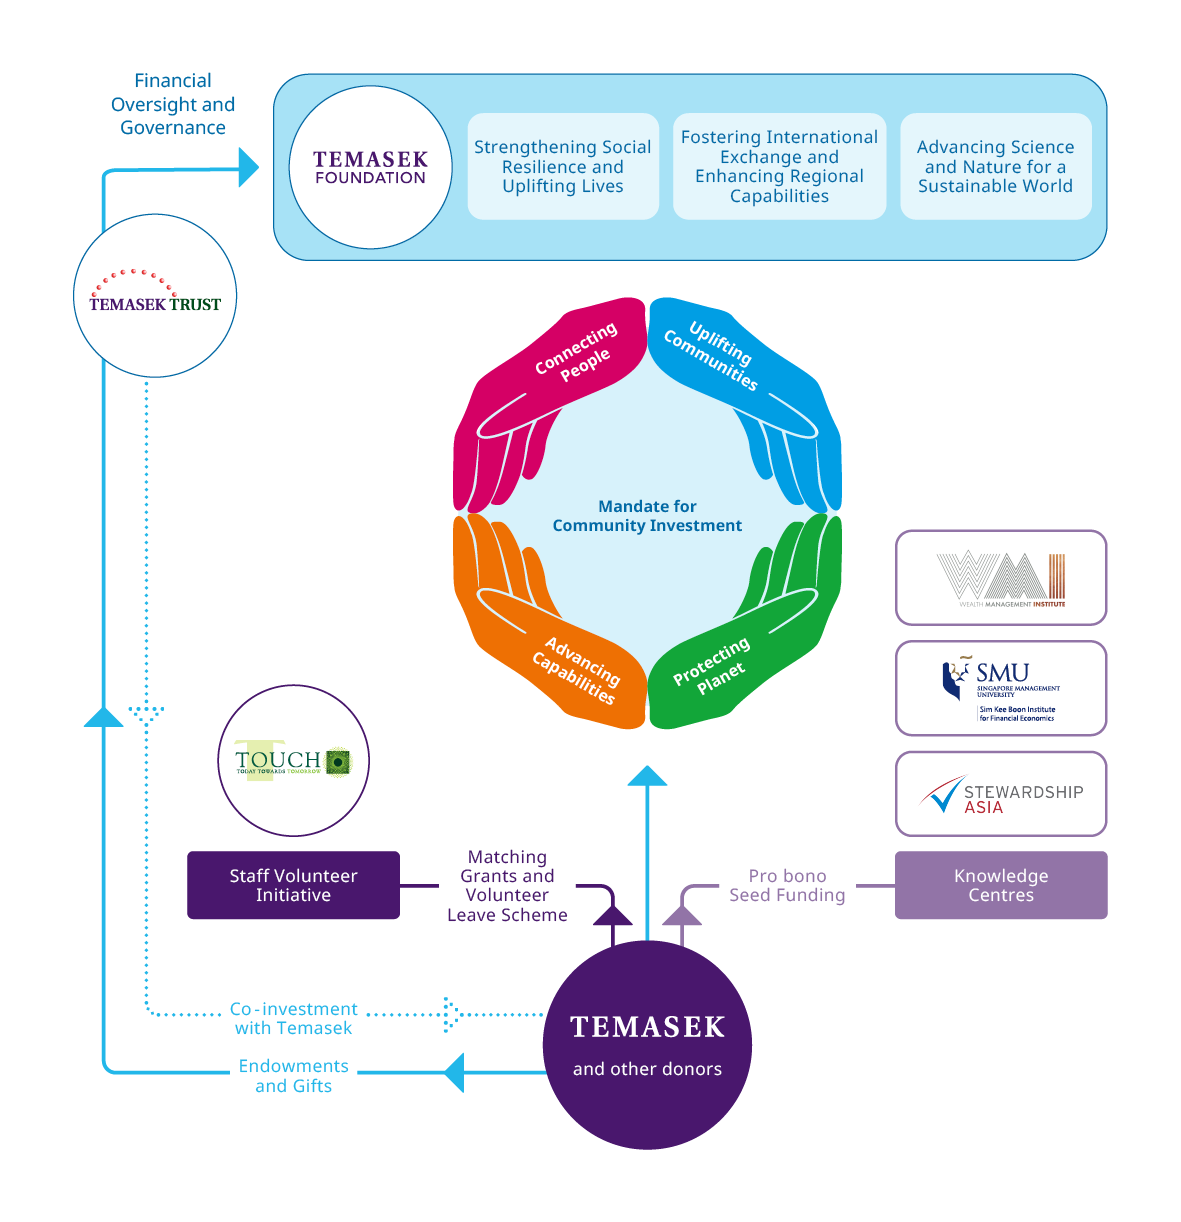 Financial
Oversight and
Governance
TEMASEK
FOUNDATION
Strengthening Social
Resilience and
Uplifting Lives
Fostering International
Exchange and
Enhancing Regional
Capabilities
Advancing Science
and Nature for a
Sustainable World
TEMASEK TRUST
Connecting
People
Uplifting
Communities
Mandate for
Community Investment
Advancing
Capabilities
Protecting
Planet
WMI
WEALTH MANAGEMENT INSTITUTE
SMU
SINGAPORE MANAGEMENT
UNIVERSITY
Sim Kee Boon Institute
for Financial Economics
STEWARDSHIP
ASIA
TOUCH
TODAY TOWARDS TOMORROW
Staff Volunteer
Initiative
Matching
Grants and
Volunteer
Leave Scheme
Pro bono
Seed Funding
Knowledge
Centres
Co-investment
with Temasek
Endowments
and Gifts
TEMASEK
and other donors